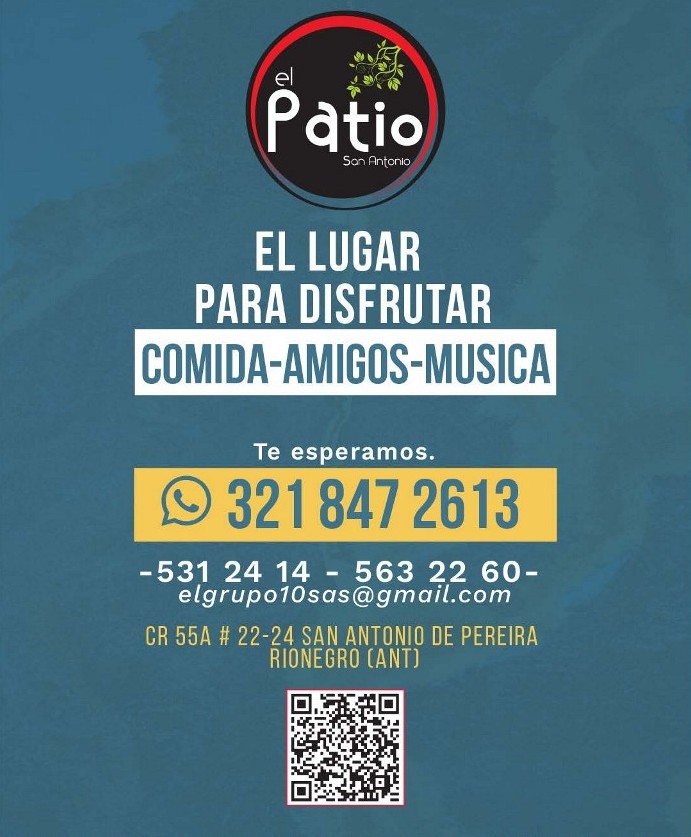 el
Patio
San Antonio
EL LUGAR
PARA DISFRUTAR
COMIDA-AMIGOS-MUSICA
Te esperamos.
321 847 2613
-531 24 14 - 563 22 60-
elgrupo10sas@gmail.com
CR 55A # 22-24 SAN ANTONIO DE PEREIRA
RIONEGRO (ANT)